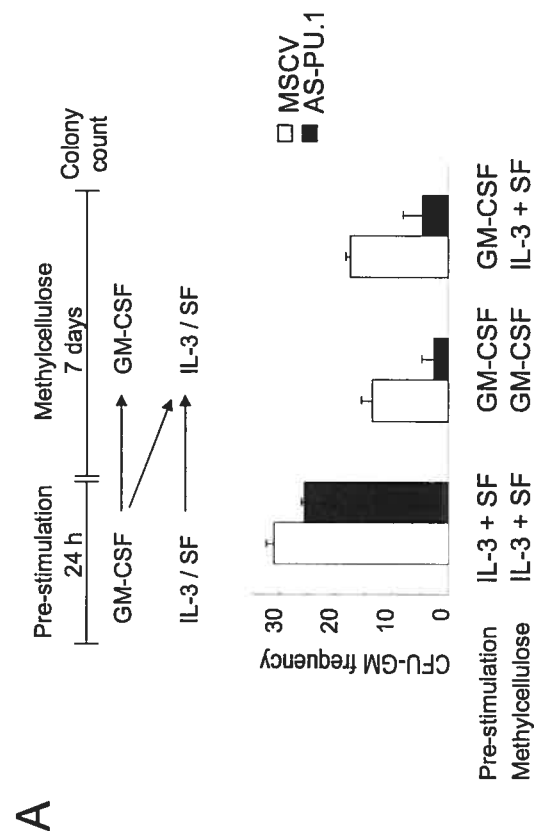 A
Pre-stimulation Methylcellulose Colony
24 h 7 days count
GM-CSF GM-CSF
IL-3 / SF IL-3 / SF
MSCV
AS-PU.1
CFU-GM frequency
30
20
10
0
Pre-stimulation IL-3 + SF GM-CSF GM-CSF
Methylcellulose IL-3 + SF GM-CSF IL-3 + SF